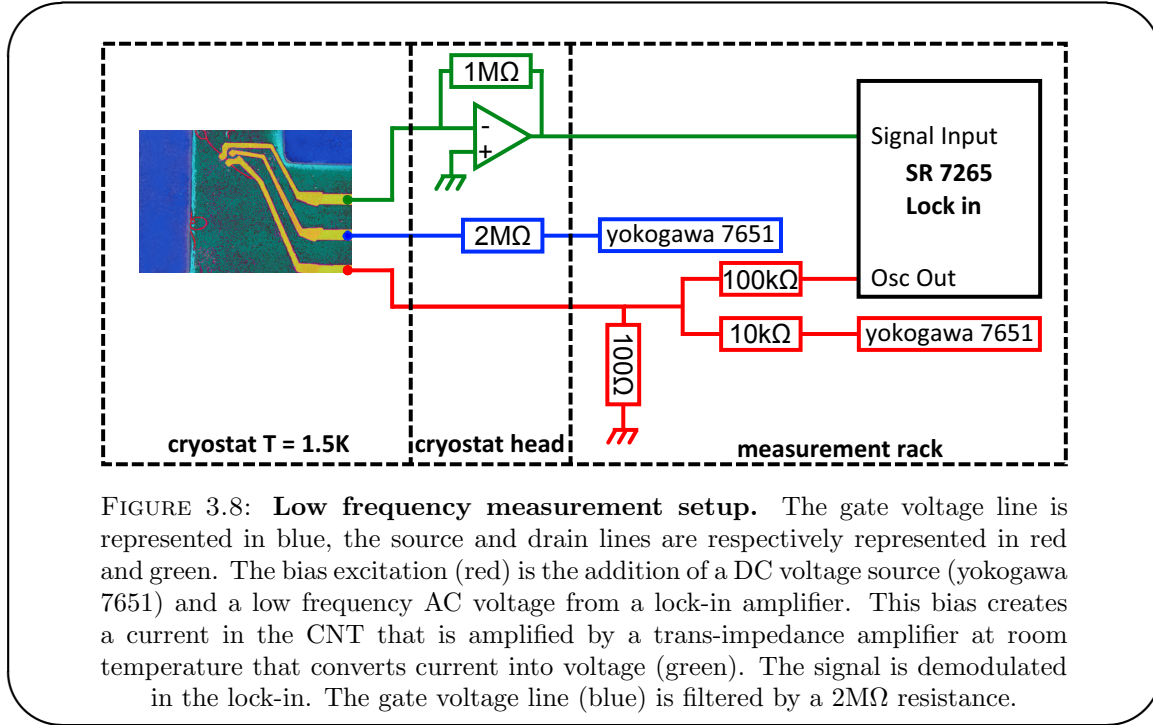 1MΩ
-
+
Signal Input
SR 7265
Lock in
2MΩ
yokogawa 7651
100kΩ
Osc Out
10kΩ
yokogawa 7651
100Ω
cryostat T = 1.5K
cryostat head
measurement rack
FIGURE 3.8: Low frequency measurement setup. The gate voltage line is
represented in blue, the source and drain lines are respectively represented in red
and green. The bias excitation (red) is the addition of a DC voltage source (yokogawa
7651) and a low frequency AC voltage from a lock-in amplifier. This bias creates
a current in the CNT that is amplified by a trans-impedance amplifier at room
temperature that converts current into voltage (green). The signal is demodulated
in the lock-in. The gate voltage line (blue) is filtered by a 2MΩ resistance.